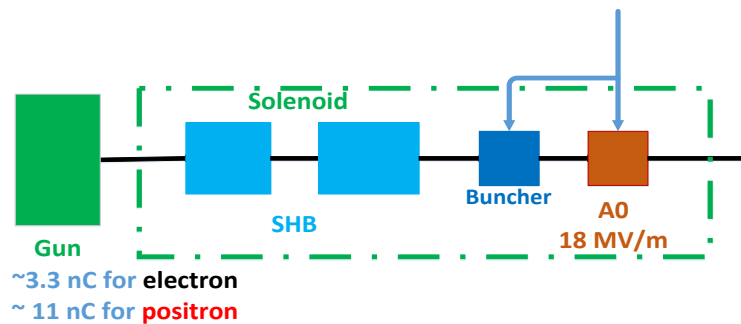 Solenoid
Buncher
SHB
A0
18 MV/m
Gun
~3.3 nC for electron
~ 11 nC for positron